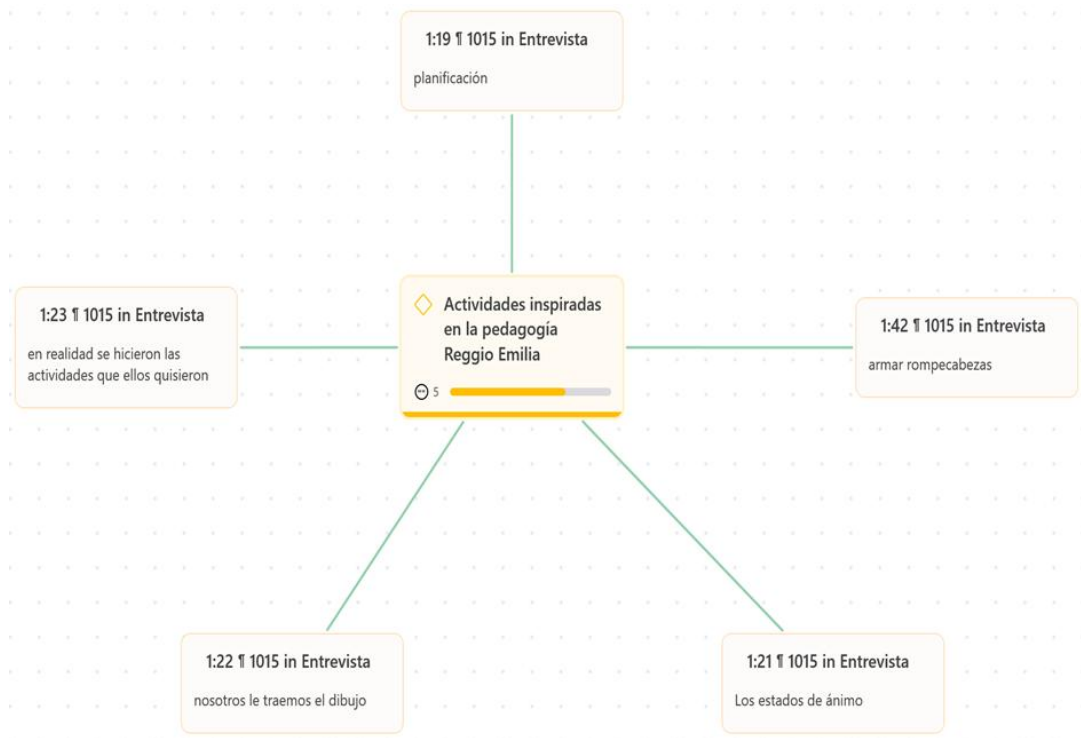 1:19 ¶ 1015 in Entrevista
planificación
1:23 ¶ 1015 in Entrevista
en realidad se hicieron las
actividades que ellos quisieron
Actividades inspiradas
en la pedagogía
Reggio Emilia
5
1:42 ¶ 1015 in Entrevista
armar rompecabezas
1:22 ¶ 1015 in Entrevista
nosotros le traemos el dibujo
1:21 ¶ 1015 in Entrevista
Los estados de ánimo